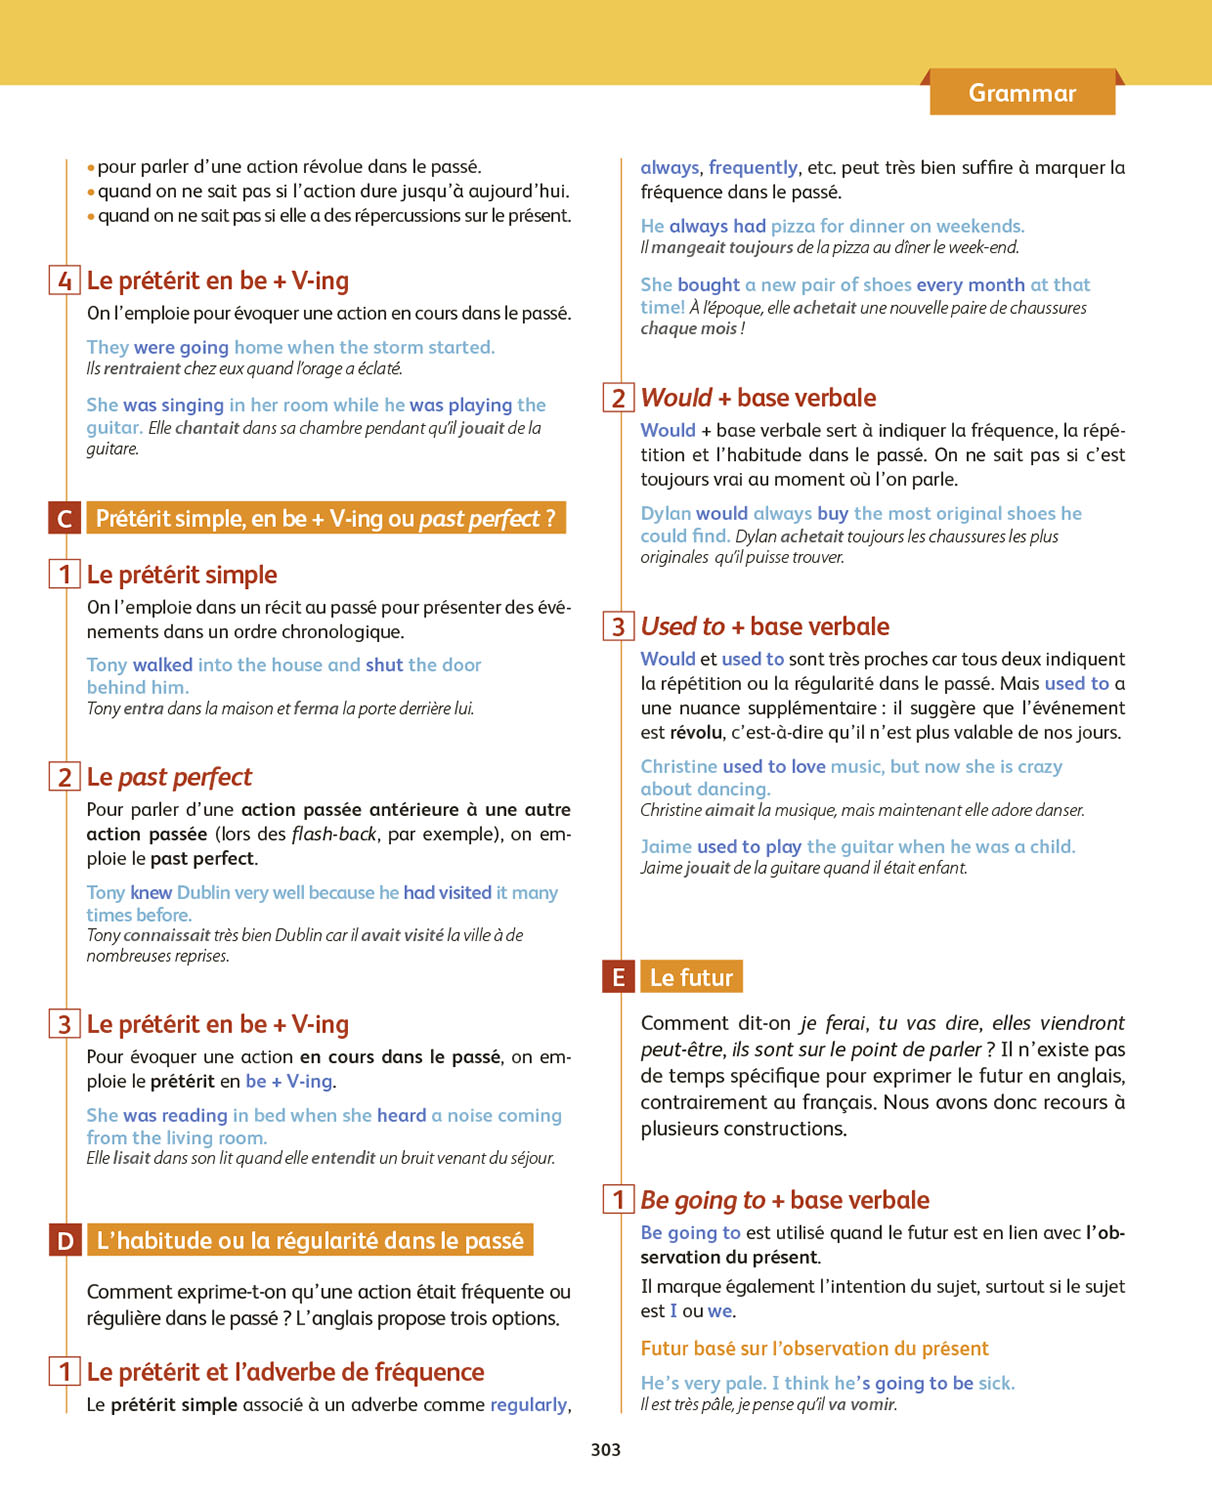 Grammar
• pour parler d'une action révolue dans le passé.
• quand on ne sait pas si l'action dure jusqu'à aujourd'hui.
• quand on ne sait pas si elle a des répercussions sur le présent.
4 Le prétérit en be + V-ing
On l'emploie pour évoquer une action en cours dans le passé.
They were going home when the storm started.
Ils rentraient chez eux quand l'orage a éclaté.
She was singing in her room while he was playing the
guitar. Elle chantait dans sa chambre pendant qu'il jouait de la
guitare.
C Prétérit simple, en be + V-ing ou past perfect ?
1 Le prétérit simple
On l'emploie dans un récit au passé pour présenter des évé-
nements dans un ordre chronologique.
Tony walked into the house and shut the door
behind him.
Tony entra dans la maison et ferma la porte derrière lui.
2 Le past perfect
Pour parler d'une action passée antérieure à une autre
action passée (lors des flash-back, par exemple), on em-
ploie le past perfect.
Tony knew Dublin very well because he had visited it many
times before.
Tony connaissait très bien Dublin car il avait visité la ville à de
nombreuses reprises.
3 Le prétérit en be + V-ing
Pour évoquer une action en cours dans le passé, on em-
ploie le prétérit en be + V-ing.
She was reading in bed when she heard a noise coming
from the living room.
Elle lisait dans son lit quand elle entendit un bruit venant du séjour.
D L'habitude ou la régularité dans le passé
Comment exprime-t-on qu'une action était fréquente ou
régulière dans le passé ? L'anglais propose trois options.
1 Le prétérit et l'adverbe de fréquence
Le prétérit simple associé à un adverbe comme regularly,
always, frequently, etc. peut très bien suffire à marquer la
fréquence dans le passé.
He always had pizza for dinner on weekends.
Il mangeait toujours de la pizza au dîner le week-end.
She bought a new pair of shoes every month at that
time! À l'époque, elle achetait une nouvelle paire de chaussures
chaque mois !
2 Would + base verbale
Would + base verbale sert à indiquer la fréquence, la répé-
tition et l'habitude dans le passé. On ne sait pas si c'est
toujours vrai au moment où l'on parle.
Dylan would always buy the most original shoes he
could find. Dylan achetait toujours les chaussures les plus
originales qu'il puisse trouver.
3 Used to + base verbale
Would et used to sont très proches car tous deux indiquent
la répétition ou la régularité dans le passé. Mais used to a
une nuance supplémentaire : il suggère que l'événement
est révolu, c'est-à-dire qu'il n'est plus valable de nos jours.
Christine used to love music, but now she is crazy
about dancing.
Christine aimait la musique, mais maintenant elle adore danser.
Jaime used to play the guitar when he was a child.
Jaime jouait de la guitare quand il était enfant.
E Le futur
Comment dit-on je ferai, tu vas dire, elles viendront
peut-être, ils sont sur le point de parler ? Il n'existe pas
de temps spécifique pour exprimer le futur en anglais,
contrairement au français. Nous avons donc recours à
plusieurs constructions.
1 Be going to + base verbale
Be going to est utilisé quand le futur est en lien avec l'ob-
servation du présent.
Il marque également l'intention du sujet, surtout si le sujet
est I ou we.
Futur basé sur l'observation du présent
He's very pale. I think he's going to be sick.
Il est très pâle, je pense qu'il va vomir.
303